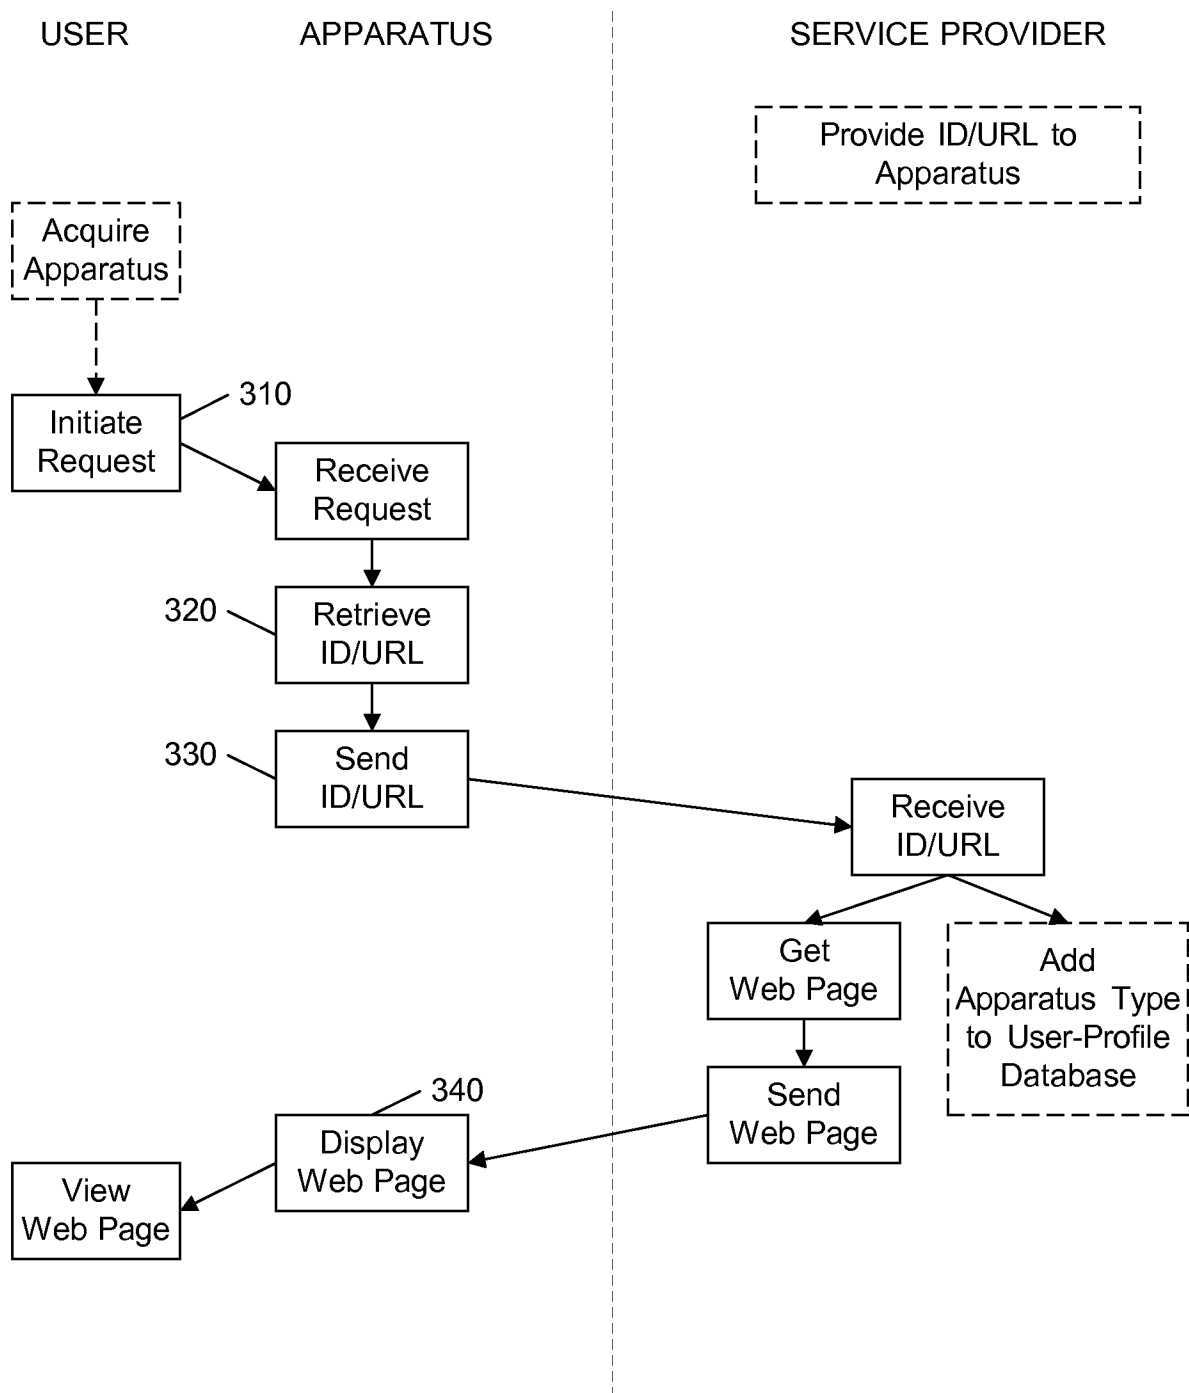 USER
APPARATUS
SERVICE PROVIDER
Provide ID/URL to
Apparatus
Acquire
Apparatus
310
Initiate
Request
Receive
Request
320
Retrieve
ID/URL
330
Send
ID/URL
Receive
ID/URL
Get
Web Page
Add
Apparatus Type
to User-Profile
Database
Send
Web Page
340
Display
Web Page
View
Web Page